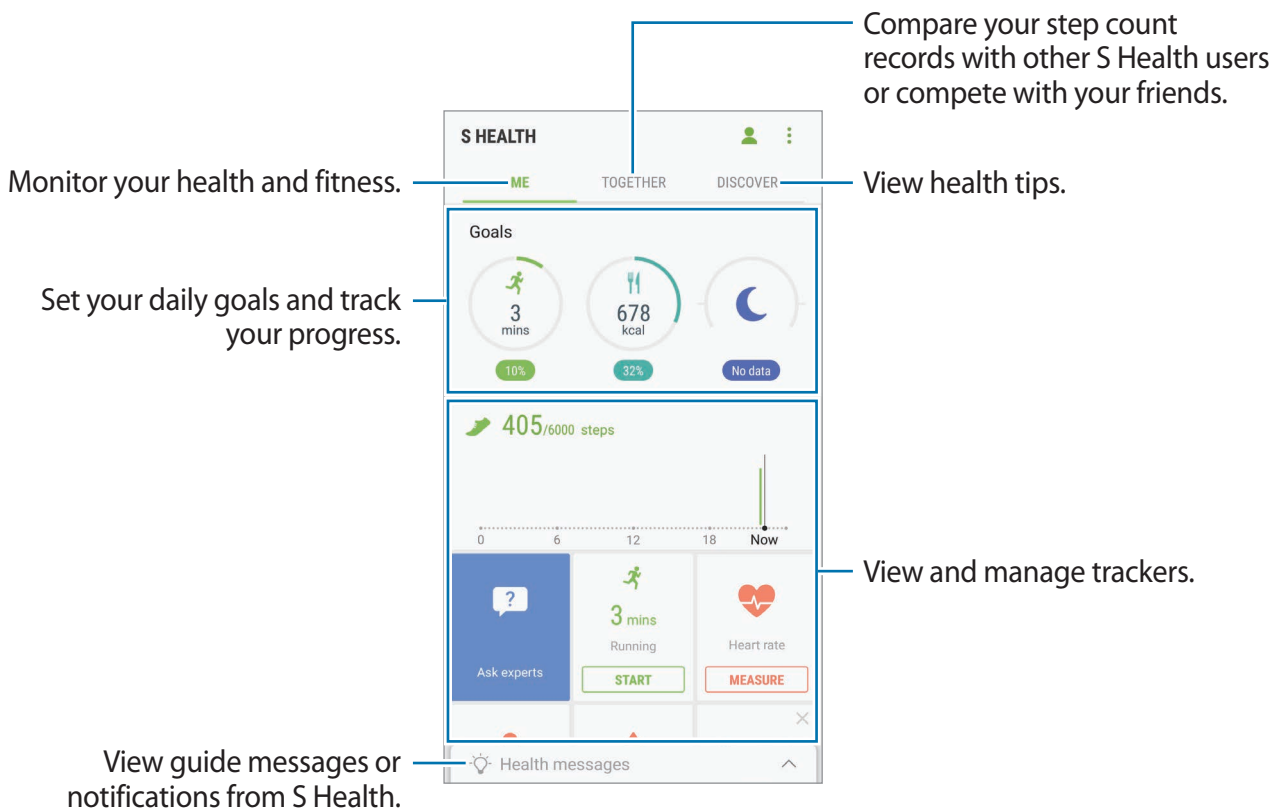 Compare your step count
records with other S Health users
or compete with your friends.
S HEALTH
Monitor your health and fitness.
ME
TOGETHER
DISCOVER
View health tips.
Goals
Set your daily goals and track
your progress.
3
mins
678
kcal
10%
32%
No data
405/6000 steps
0 6 12 18 Now
View and manage trackers.
?
Ask experts
3 mins
Running
START
Heart rate
MEASURE
View guide messages or
notifications from S Health.
Health messages